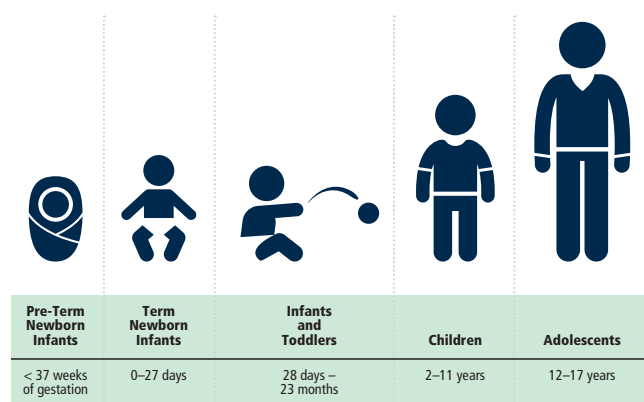 Pre-Term
Newborn
Infants
Term
Newborn
Infants
Infants
and
Toddlers
Children
Adolescents
< 37 weeks
of gestation
0–27 days
28 days –
23 months
2–11 years
12–17 years